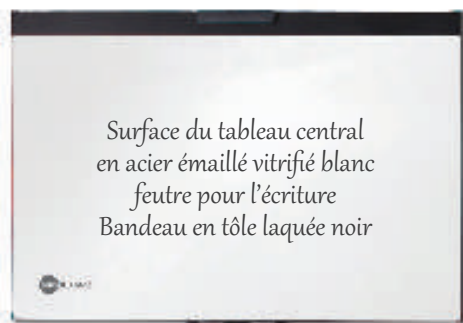 Surface du tableau central
en acier émaillé vitrifié blanc
feutre pour l'écriture
Bandeau en tôle laquée noir